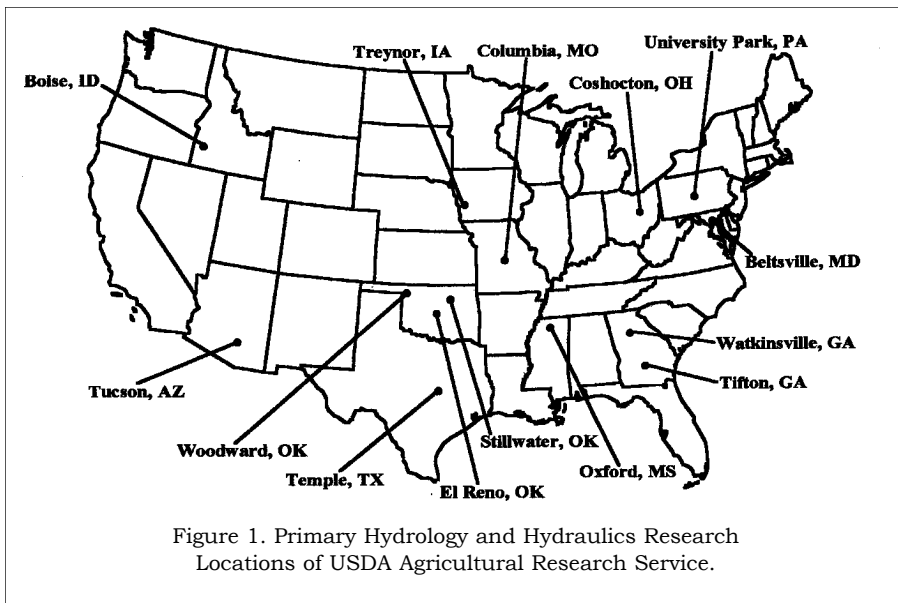 Treynor, IA
Columbia, MO
University Park, PA
Boise, ID
Coshocton, OH
Beltsville, MD
Watkinsville, GA
Tifton, GA
Tucson, AZ
Woodward, OK
Stillwater, OK
Oxford, MS
Temple, TX
El Reno, OK
Figure 1. Primary Hydrology and Hydraulics Research
Locations of USDA Agricultural Research Service.